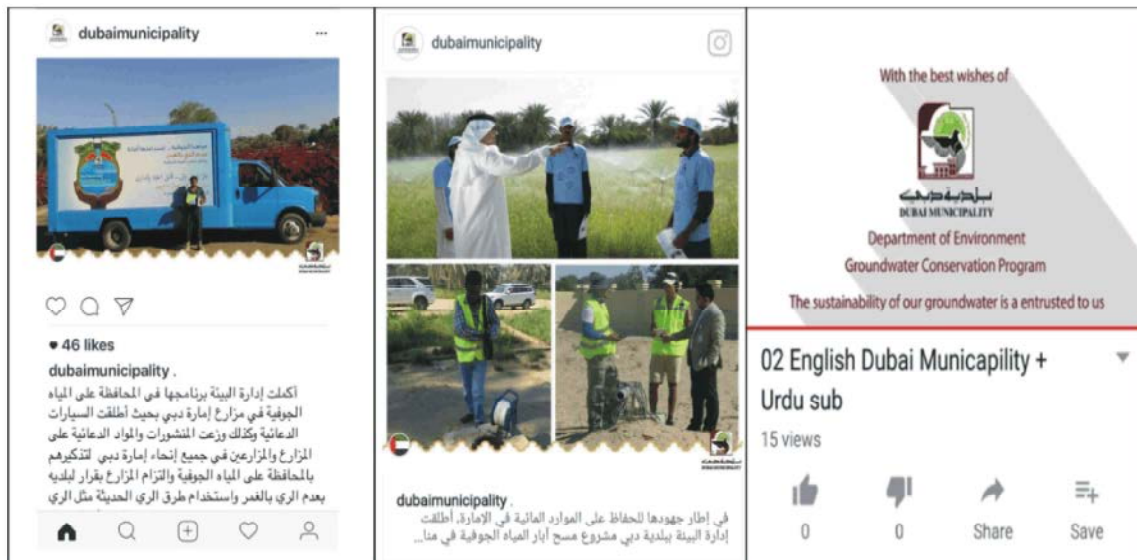 dubaimunicipality
46 likes
dubaimunicipality .
أكملت إدارة البيئة برنامجها في المحافظة على المياه
الجوفية في مزارع إمارة دبي بحيث أطلقت السيارات
الدعائية وكذلك وزعت المنشورات والمواد الدعائية على
المزارع والمزارعين في جميع إنحاء إمارة دبي لتذكيرهم
بالمحافظة على المياه الجوفية والتزام المزارع بقرار لبلديه
بعدم الري بالغمر واستخدام طرق الري الحديثة مثل الري
dubaimunicipality
DUBAI MUNICIPALITY
dubaimunicipality .
في إطار جهودها للحفاظ على الموارد المائية في الإمارة، أطلقت
إدارة البيئة ببلدية دبي مشروع مسح آبار المياه الجوفية في منا...
With the best wishes of
بلدية دبي
DUBAI MUNICIPALITY
Department of Environment
Groundwater Conservation Program
The sustainability of our groundwater is a entrusted to us
02 English Dubai Municapility +
Urdu sub
15 views
0
0
Share
Save